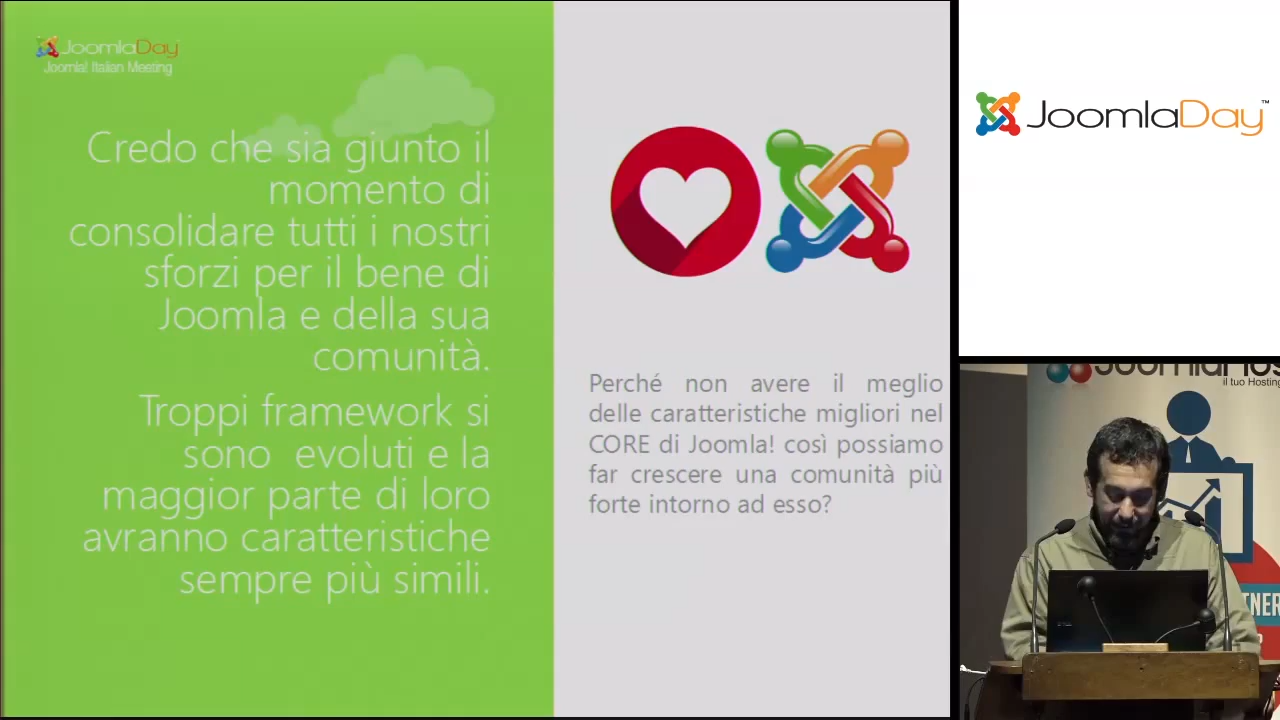 JoomlaDay
Joomla! Italian Meeting
Credo che sia giunto il
momento di
consolidare tutti i nostri
sforzi per il bene di
Joomla e della sua
comunità.
Troppi framework si
sono evoluti e la
maggior parte di loro
avranno caratteristiche
sempre più simili.
Perché non avere il meglio
delle caratteristiche migliori nel
CORE di Joomla! così possiamo
far crescere una comunità più
forte intorno ad esso?
JoomlaDay™
JoomlaHos
il tuo Hosting
TNER